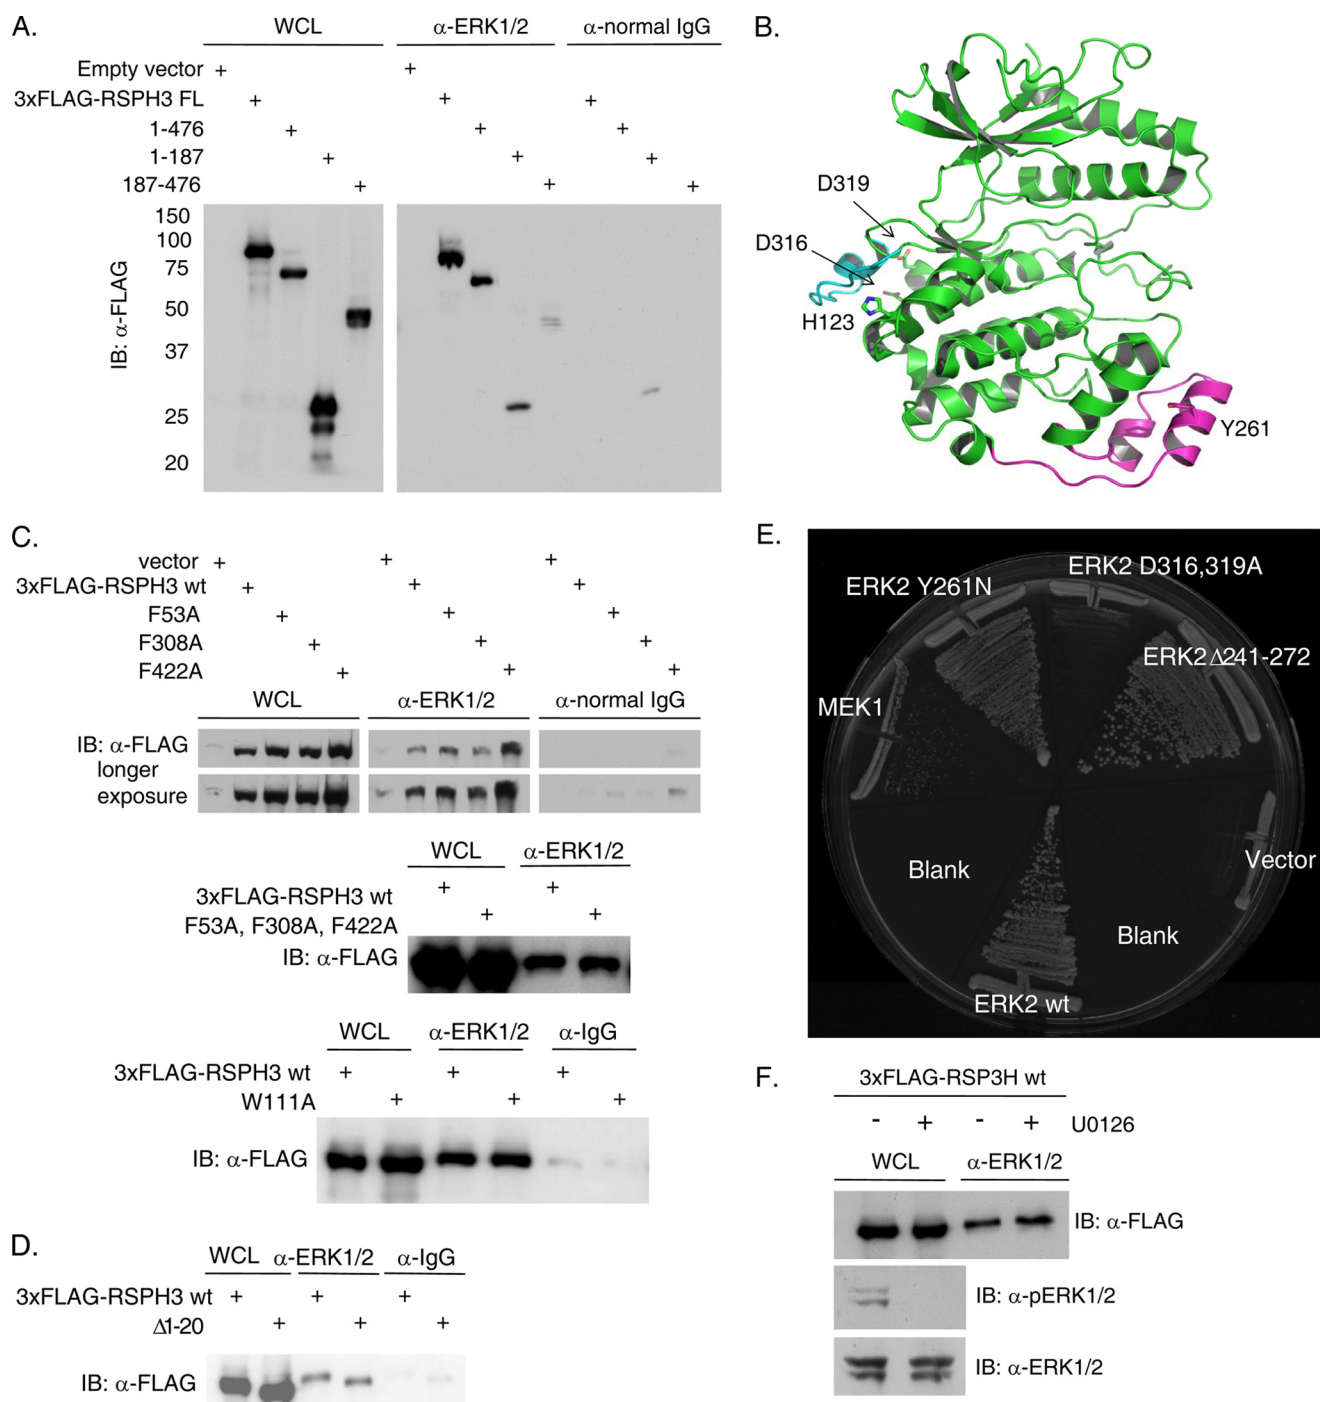 A.
WCL
α-ERK1/2
α-normal IgG
Empty vector + +
3xFLAG-RSPH3 FL + + +
1-476 + + +
1-187 + + +
187-476 + + +
150
100
75
50
37
25
20
IB: α-FLAG
B.
D319
D316
H123
Y261
C.
vector + + +
3xFLAG-RSPH3 wt + + +
F53A + + +
F308A + + +
F422A + + +
WCL
α-ERK1/2
α-normal IgG
IB: α-FLAG
longer
exposure
WCL
α-ERK1/2
3xFLAG-RSPH3 wt + +
F53A, F308A, F422A + +
IB: α-FLAG
WCL
α-ERK1/2
α-IgG
3xFLAG-RSPH3 wt + + +
W111A + + +
IB: α-FLAG
D.
WCL
α-ERK1/2
α-IgG
3xFLAG-RSPH3 wt + + +
Δ1-20 + + +
IB: α-FLAG
E.
ERK2 D316,319A
ERK2 Y261N
ERK2 Δ241-272
MEK1
Blank
Vector
Blank
ERK2 wt
F.
3xFLAG-RSP3H wt
- + - + U0126
WCL
α-ERK1/2
IB: α-FLAG
IB: α-pERK1/2
IB: α-ERK1/2